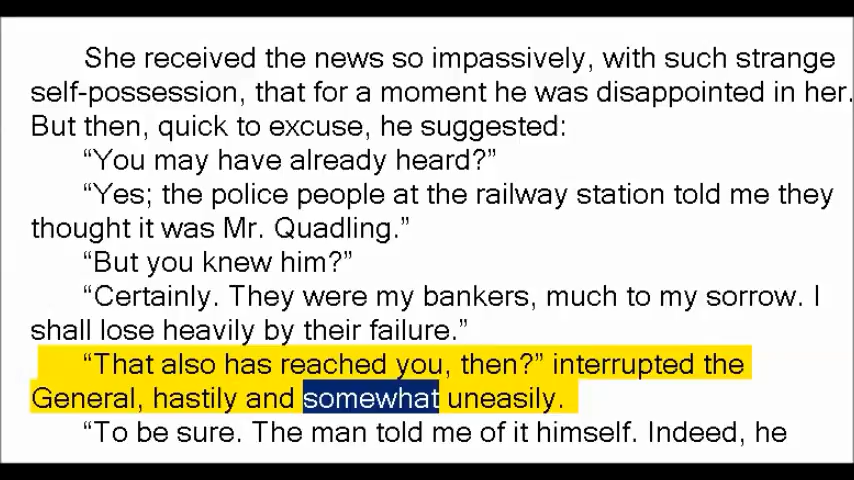 She received the news so impassively, with such strange
self-possession, that for a moment he was disappointed in her.
But then, quick to excuse, he suggested:
“You may have already heard?”
“Yes; the police people at the railway station told me they
thought it was Mr. Quadling.”
“But you knew him?”
“Certainly. They were my bankers, much to my sorrow. I
shall lose heavily by their failure.”
“That also has reached you, then?” interrupted the
General, hastily and somewhat uneasily.
“To be sure. The man told me of it himself. Indeed, he